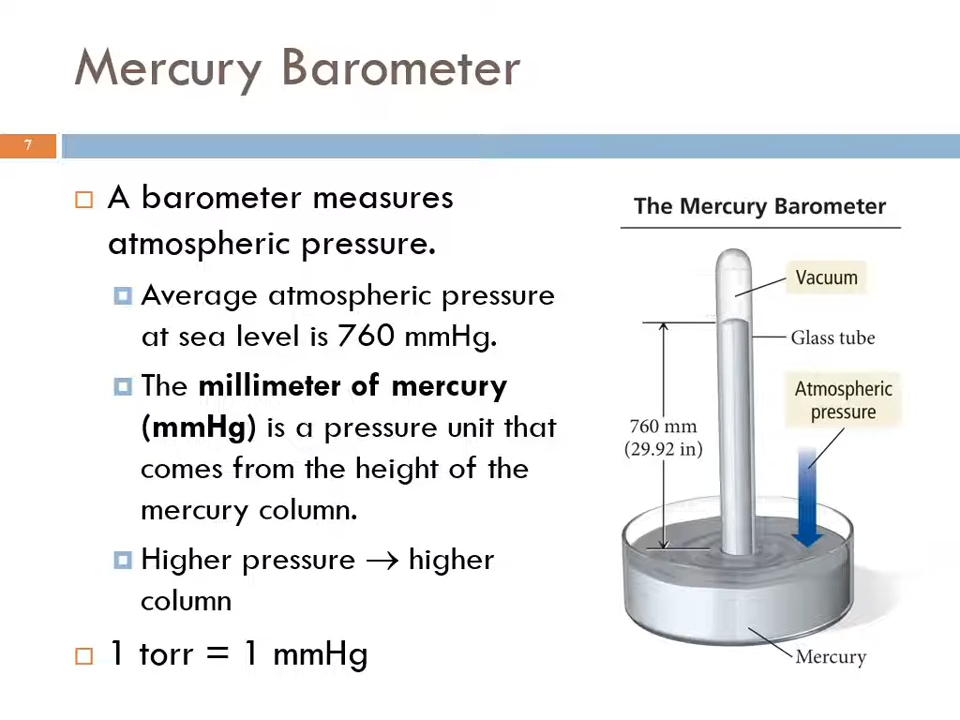 Mercury Barometer
7
A barometer measures
atmospheric pressure.
Average atmospheric pressure
at sea level is 760 mmHg.
The millimeter of mercury
(mmHg) is a pressure unit that
comes from the height of the
mercury column.
Higher pressure → higher
column
1 torr = 1 mmHg
The Mercury Barometer
Vacuum
Glass tube
Atmospheric
pressure
760 mm
(29.92 in)
Mercury